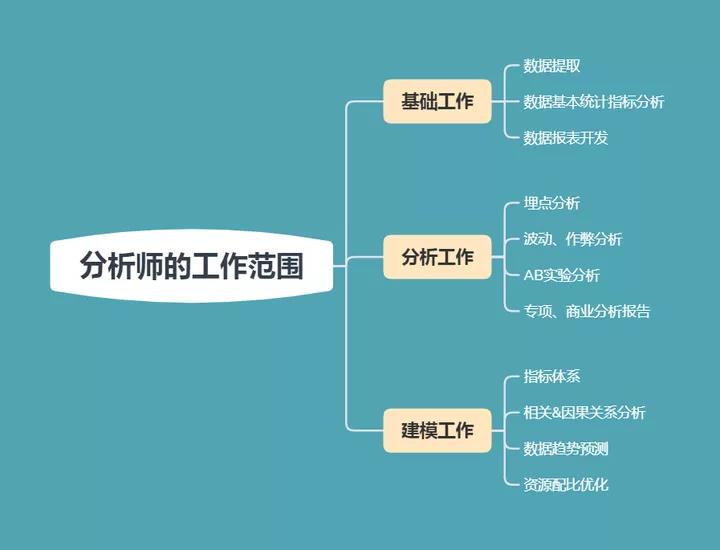 分析师的工作范围
基础工作
数据提取
数据基本统计指标分析
数据报表开发
分析工作
埋点分析
波动、作弊分析
AB实验分析
专项、商业分析报告
建模工作
指标体系
相关&因果关系分析
数据趋势预测
资源配比优化